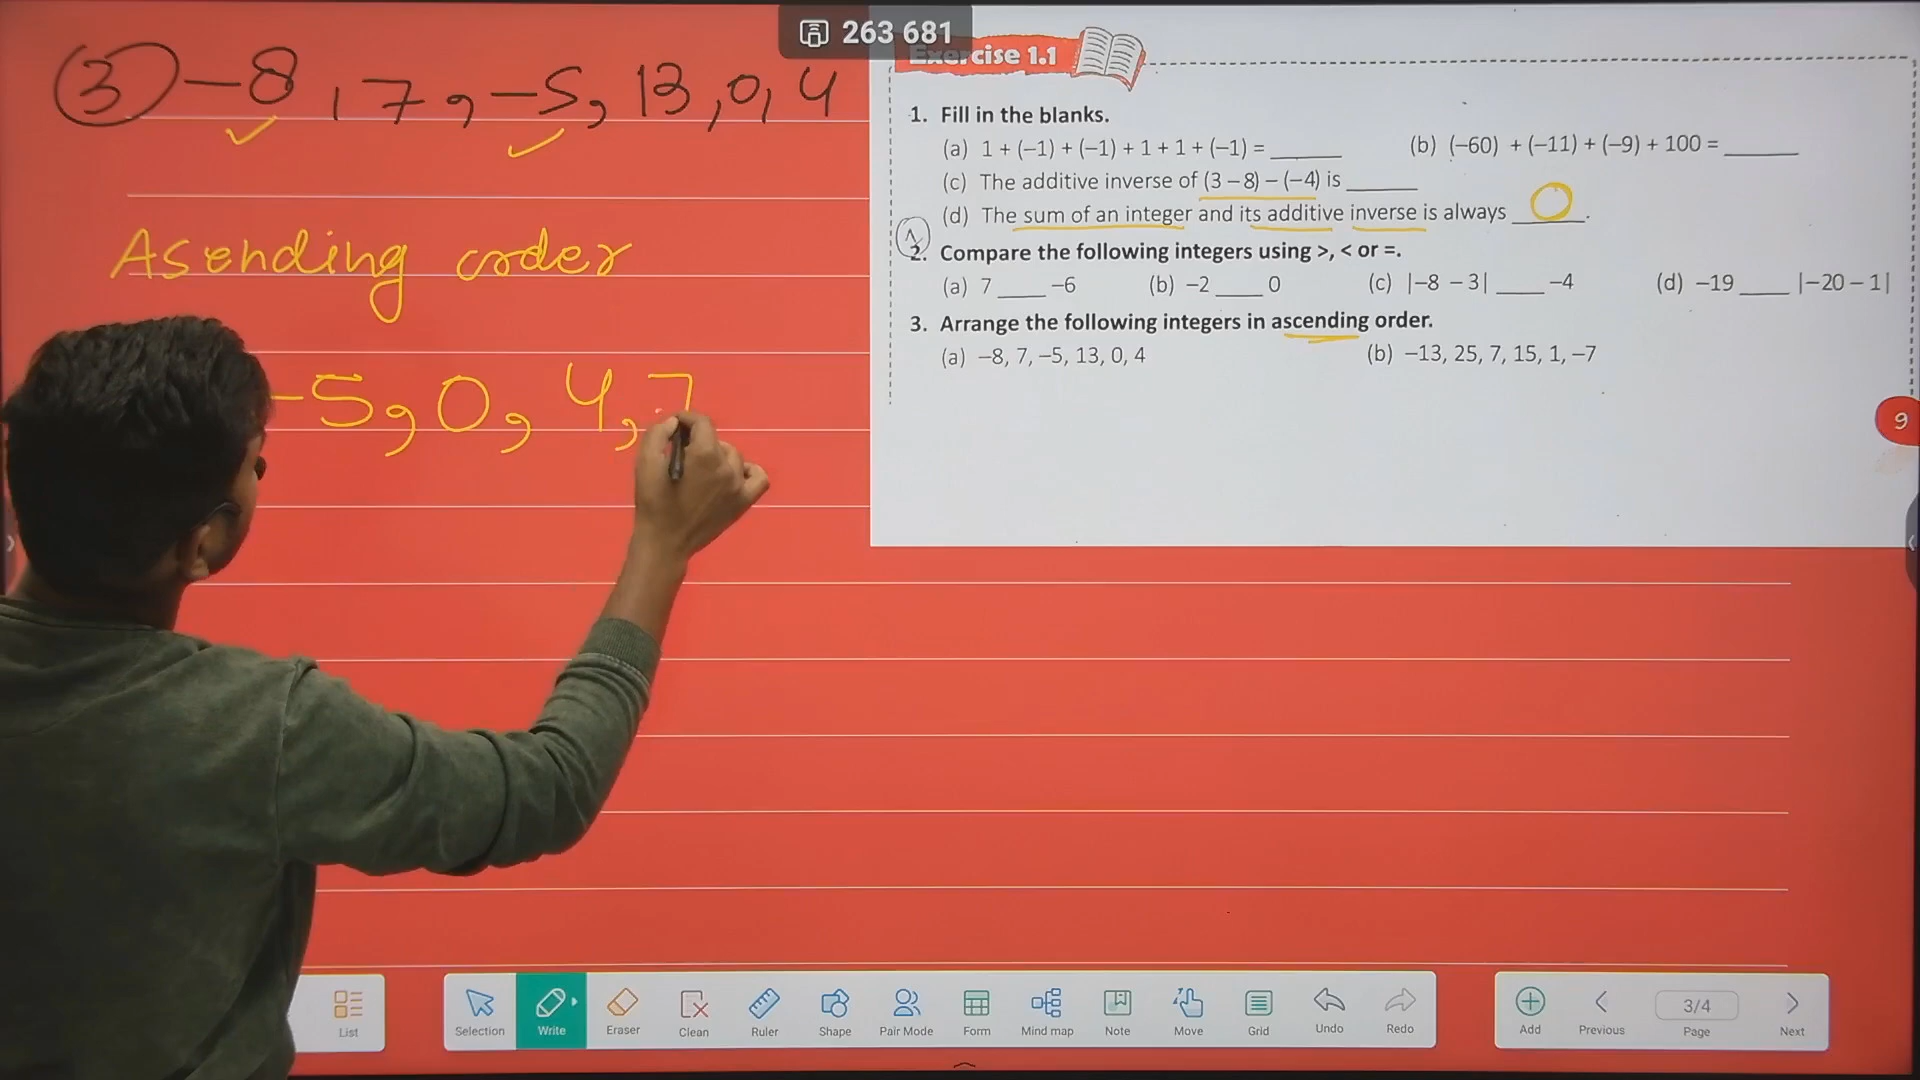 263 681
③ -8, 7, -5, 13, 0, 4
Asending order
-5, 0, 4, 7
Exercise 1.1
1. Fill in the blanks.
(a) 1 + (−1) + (−1) + 1 + 1 + (−1) = ______ (b) (−60) + (−11) + (−9) + 100 = ______
(c) The additive inverse of (3 – 8) – (−4) is ______
(d) The sum of an integer and its additive inverse is always __0__.
2. Compare the following integers using >, < or =.
(a) 7 ____ −6 (b) −2 ____ 0 (c) |−8 − 3| ____ −4 (d) −19 ____ |−20 – 1|
3. Arrange the following integers in ascending order.
(a) −8, 7, −5, 13, 0, 4 (b) −13, 25, 7, 15, 1, −7
9
List Selection Write Eraser Clean Ruler Shape Pair Mode Form Mind map Note Move Grid Undo Redo Add Previous 3/4 Page Next